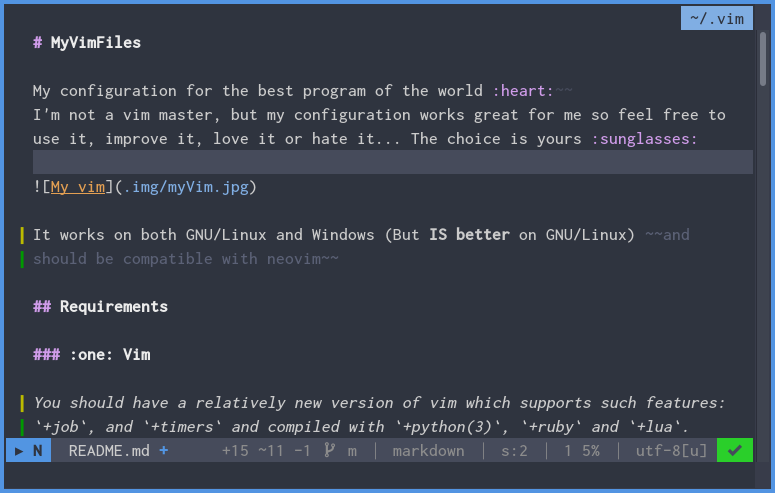 ~/.vim
# MyVimFiles
My configuration for the best program of the world :heart:~~
I'm not a vim master, but my configuration works great for me so feel free to
use it, improve it, love it or hate it... The choice is yours :sunglasses:
![My vim](.img/myVim.jpg)
It works on both GNU/Linux and Windows (But IS better on GNU/Linux) ~~and
should be compatible with neovim~~
## Requirements
### :one: Vim
You should have a relatively new version of vim which supports such features:
`+job`, and `+timers` and compiled with `+python(3)`, `+ruby` and `+lua`.
▶ N README.md + +15 ~11 -1 m | markdown | s:2 | 1 5% | utf-8[u] ✔